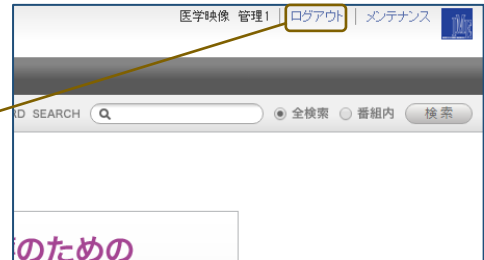 医学映像 管理1 | ログアウト | メンテナンス
RD SEARCH 全検索 番組内 検索
のための